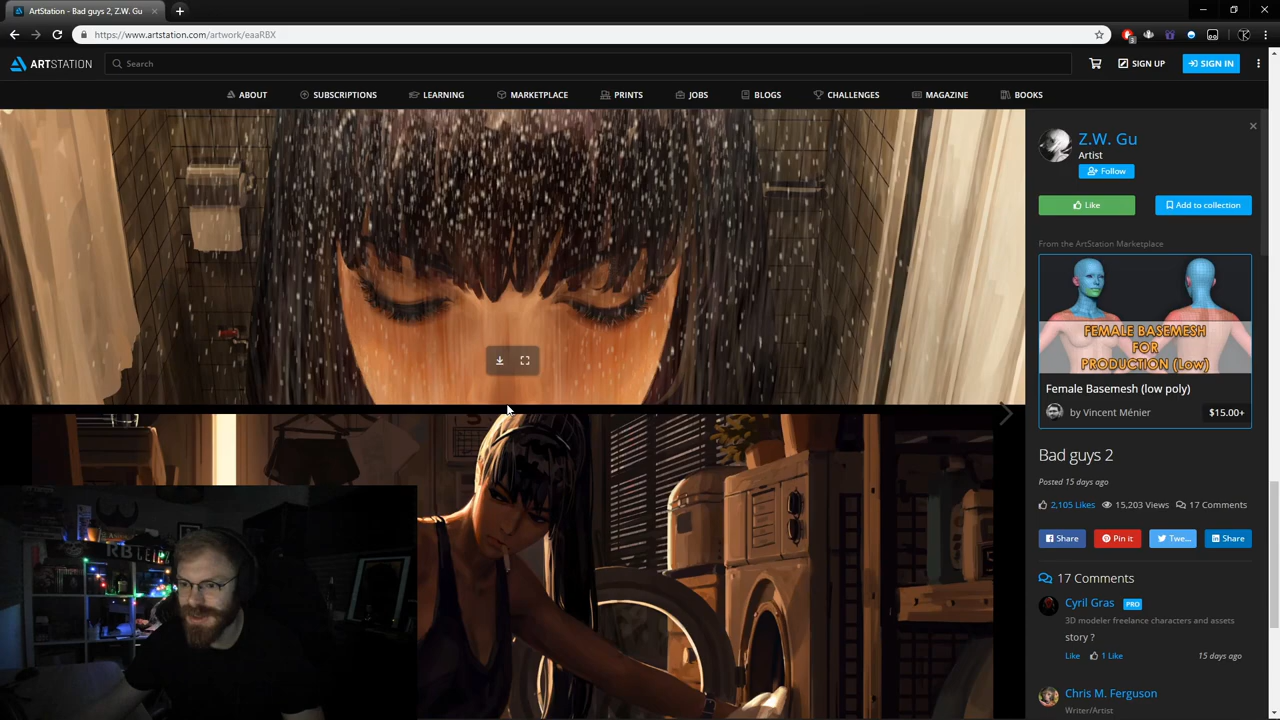 ArtStation - Bad guys 2, Z.W. Gu
https://www.artstation.com/artwork/eaaRBX
3
ARTSTATION
Search
SIGN UP
SIGN IN
ABOUT
SUBSCRIPTIONS
LEARNING
MARKETPLACE
PRINTS
JOBS
BLOGS
CHALLENGES
MAGAZINE
BOOKS
Z.W. Gu
Artist
Follow
Like
Add to collection
From the ArtStation Marketplace
FEMALE BASEMESH
FOR
PRODUCTION (Low)
Female Basemesh (low poly)
by Vincent Ménier
$15.00+
Bad guys 2
Posted 15 days ago
2,105 Likes
15,203 Views
17 Comments
Share
Pin it
Twe...
Share
17 Comments
Cyril Gras
PRO
3D modeler freelance characters and assets
story ?
Like
1 Like
15 days ago
Chris M. Ferguson
Writer/Artist